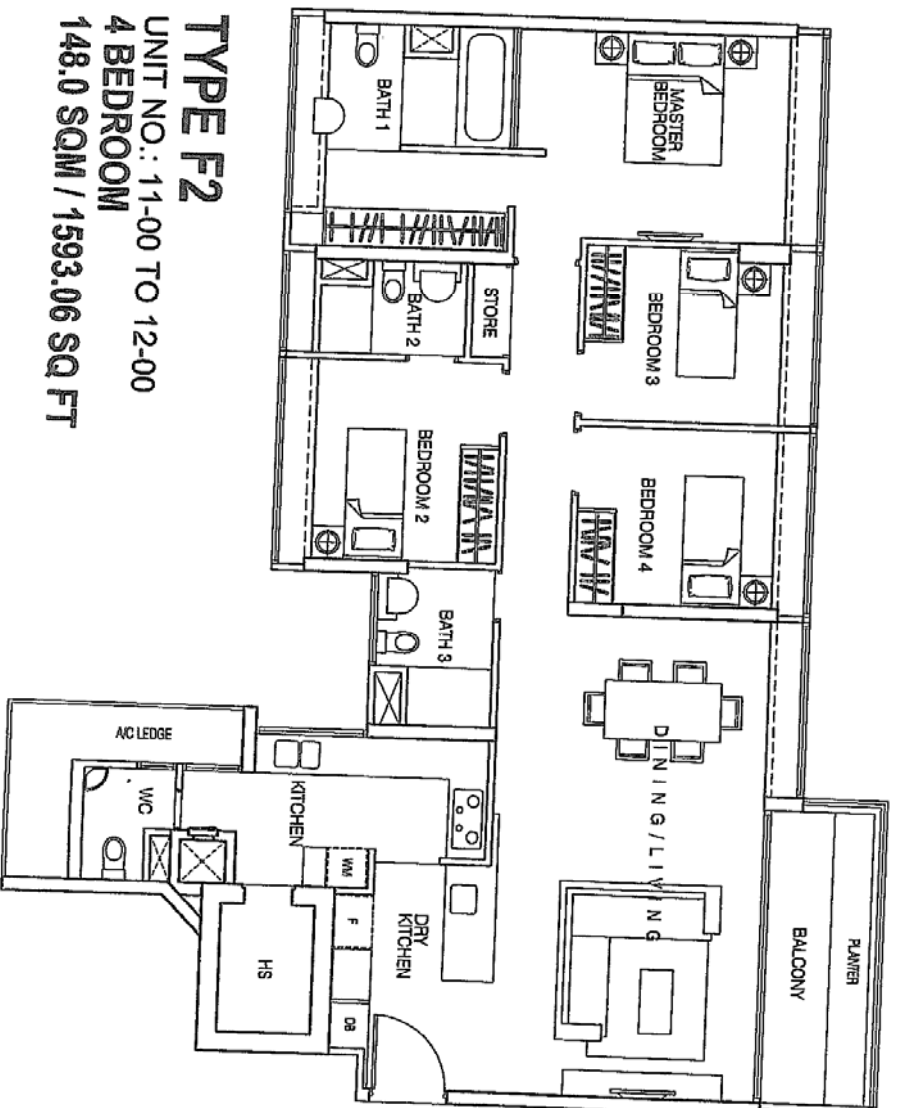 TYPE F2
UNIT NO.: 11-00 TO 12-00
4 BEDROOM
148.0 SQM / 1593.06 SQ FT
BATH 1
MASTER
BEDROOM
STORE
BATH 2
BEDROOM 3
BEDROOM 2
BEDROOM 4
BATH 3
DINING/LIVING
A/C LEDGE
WC
KITCHEN
WM
F
DRY
KITCHEN
HS
DB
BALCONY
PLANTER